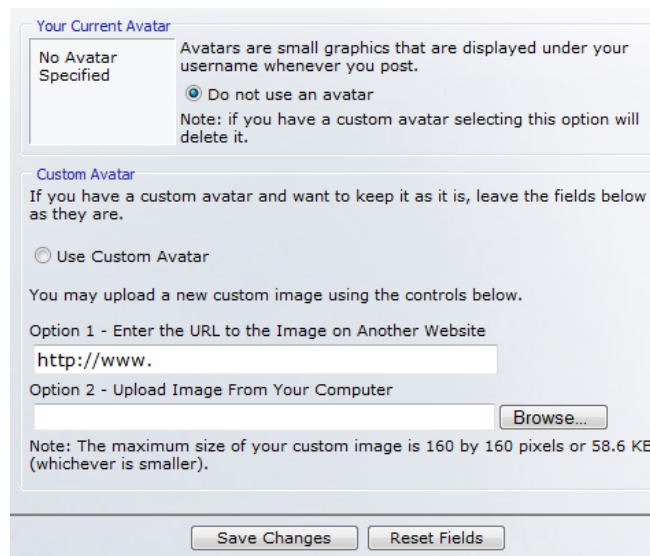 Your Current Avatar
No Avatar
Specified
Avatars are small graphics that are displayed under your
username whenever you post.
Do not use an avatar
Note: if you have a custom avatar selecting this option will
delete it.
Custom Avatar
If you have a custom avatar and want to keep it as it is, leave the fields below
as they are.
Use Custom Avatar
You may upload a new custom image using the controls below.
Option 1 - Enter the URL to the Image on Another Website
http://www.
Option 2 - Upload Image From Your Computer
Browse...
Note: The maximum size of your custom image is 160 by 160 pixels or 58.6 KB
(whichever is smaller).
Save Changes
Reset Fields